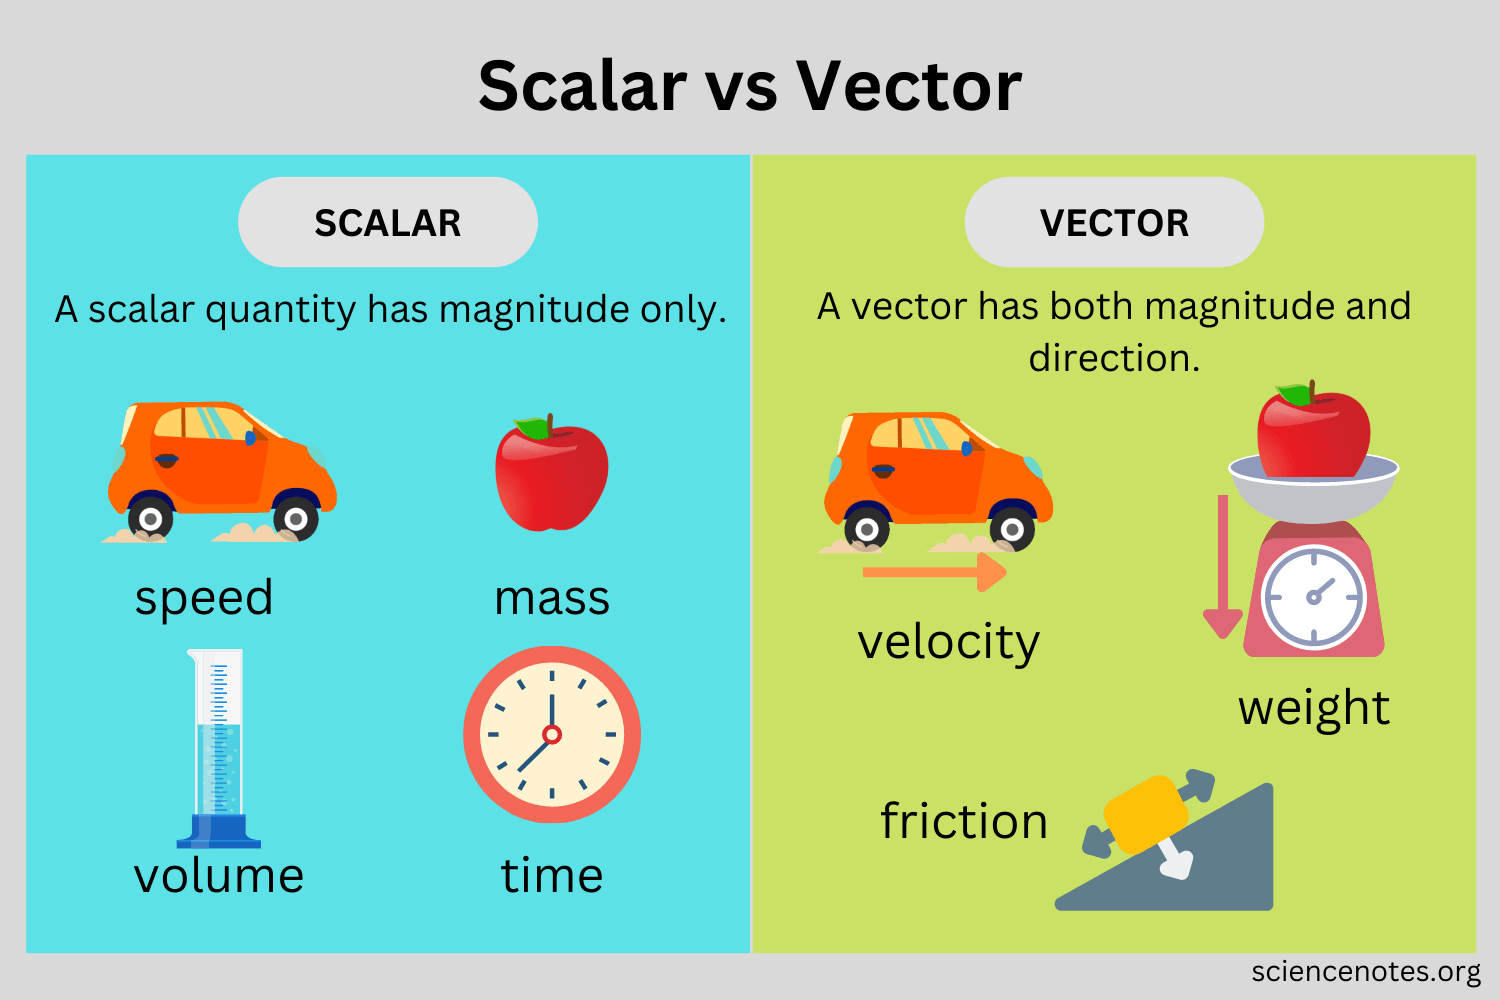 Scalar vs Vector
SCALAR
A scalar quantity has magnitude only.
speed
mass
volume
time
VECTOR
A vector has both magnitude and
direction.
velocity
weight
friction
sciencenotes.org